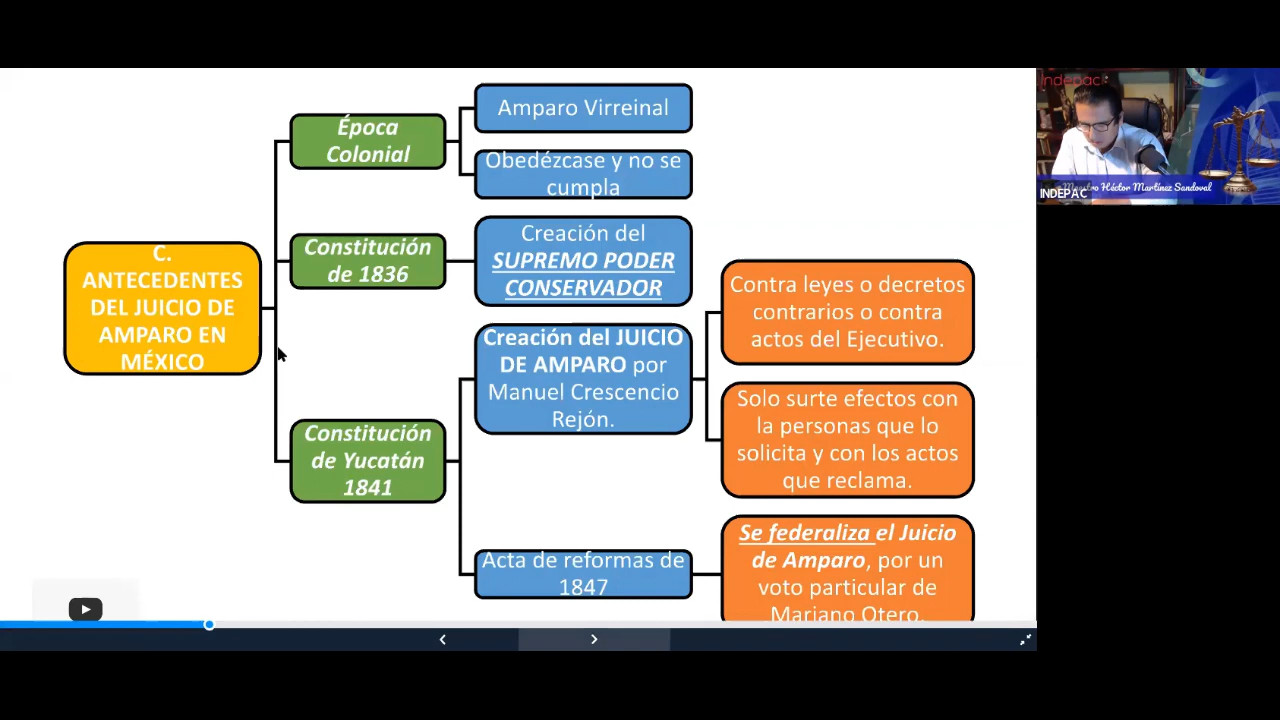 C.
ANTECEDENTES
DEL JUICIO DE
AMPARO EN
MÉXICO
Época
Colonial
Amparo Virreinal
Obedézcase y no se
cumpla
Constitución
de 1836
Creación del
SUPREMO PODER
CONSERVADOR
Constitución
de Yucatán
1841
Creación del JUICIO
DE AMPARO por
Manuel Crescencio
Rejón.
Contra leyes o decretos
contrarios o contra
actos del Ejecutivo.
Solo surte efectos con
la personas que lo
solicita y con los actos
que reclama.
Acta de reformas de
1847
Se federaliza el Juicio
de Amparo, por un
voto particular de
Mariano Otero.
Indepac
Maestro Héctor Martínez Sandoval
INDEPAC